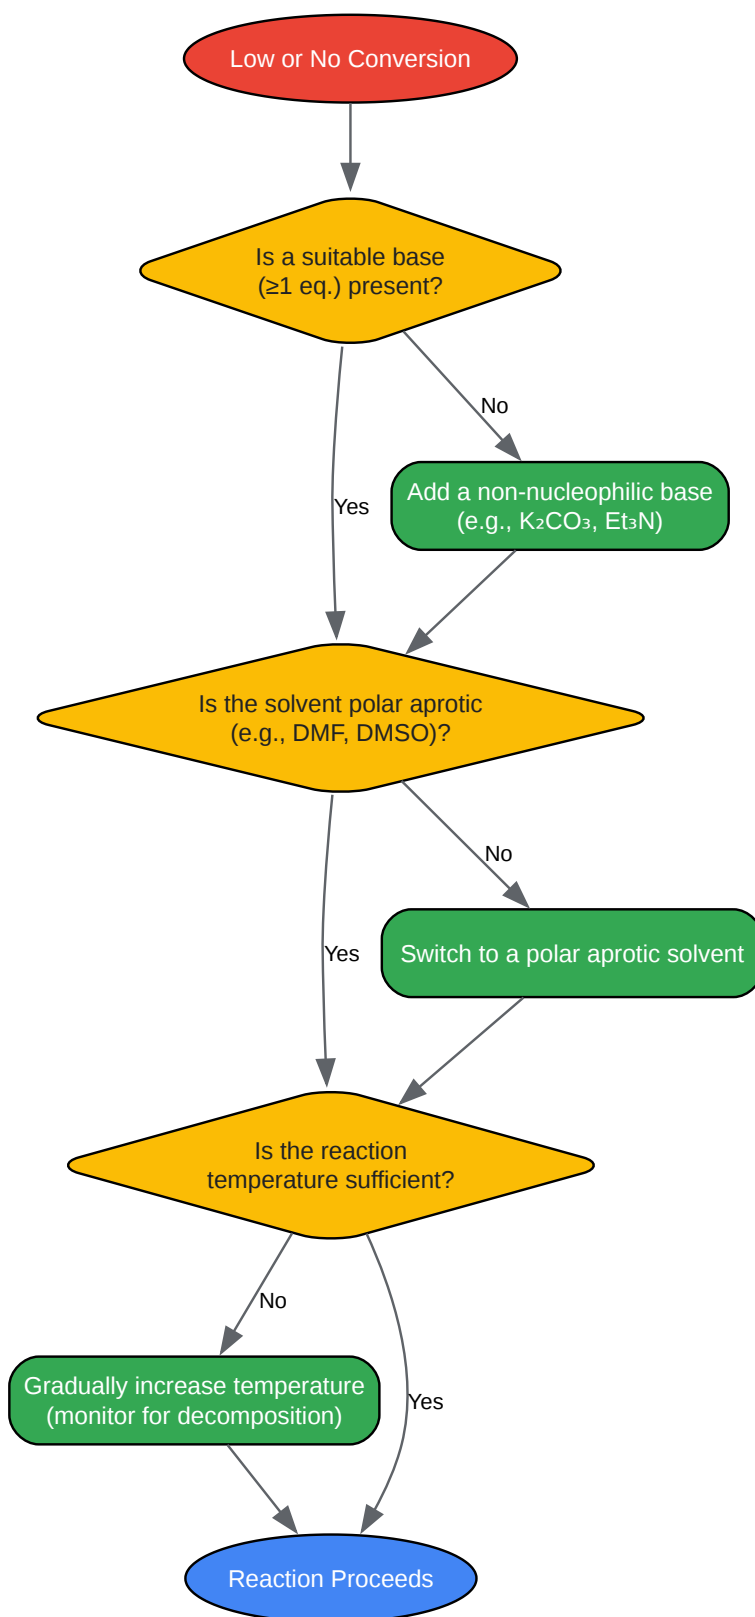 Low or No Conversion
Is a suitable base
(≥1 eq.) present?
No
Yes
Add a non-nucleophilic base
(e.g., K₂CO₃, Et₃N)
Is the solvent polar aprotic
(e.g., DMF, DMSO)?
No
Yes
Switch to a polar aprotic solvent
Is the reaction
temperature sufficient?
No
Gradually increase temperature
(monitor for decomposition)
Yes
Reaction Proceeds